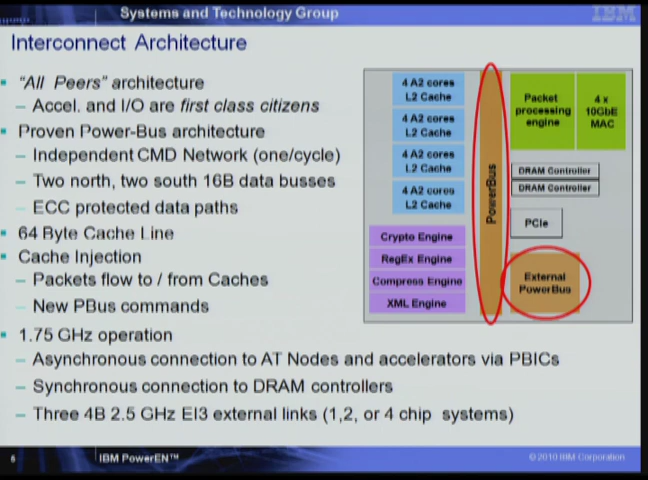 Systems and Technology Group
IBM
Interconnect Architecture
"All Peers" architecture
– Accel. and I/O are first class citizens
Proven Power-Bus architecture
– Independent CMD Network (one/cycle)
– Two north, two south 16B data busses
– ECC protected data paths
64 Byte Cache Line
Cache Injection
– Packets flow to / from Caches
– New PBus commands
1.75 GHz operation
– Asynchronous connection to AT Nodes and accelerators via PBICs
– Synchronous connection to DRAM controllers
– Three 4B 2.5 GHz EI3 external links (1,2, or 4 chip systems)
4 A2 cores
L2 Cache
4 A2 cores
L2 Cache
4 A2 cores
L2 Cache
4 A2 cores
L2 Cache
Crypto Engine
RegEx Engine
Compress Engine
XML Engine
PowerBus
Packet
processing
engine
4 x
10GbE
MAC
DRAM Controller
DRAM Controller
PCIe
External
PowerBus
IBM PowerEN™
© 2010 IBM Corporation